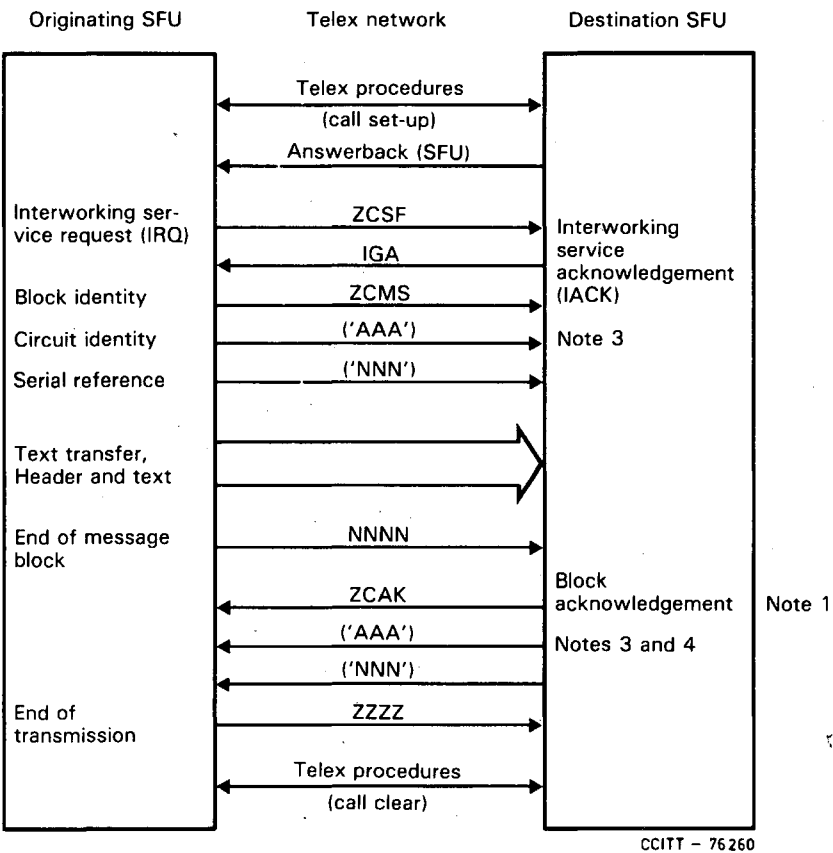 Originating SFU
Telex network
Destination SFU
Telex procedures
(call set-up)
Answerback (SFU)
Interworking ser-
vice request (IRQ)
ZCSF
Interworking
service
acknowledgement
(IACK)
IGA
Block identity
ZCMS
Circuit identity
('AAA')
Note 3
Serial reference
('NNN')
Text transfer,
Header and text
End of message
block
NNNN
Block
acknowledgement
Note 1
ZCAK
('AAA')
Notes 3 and 4
('NNN')
End of
transmission
ZZZZ
Telex procedures
(call clear)
CCITT – 76260